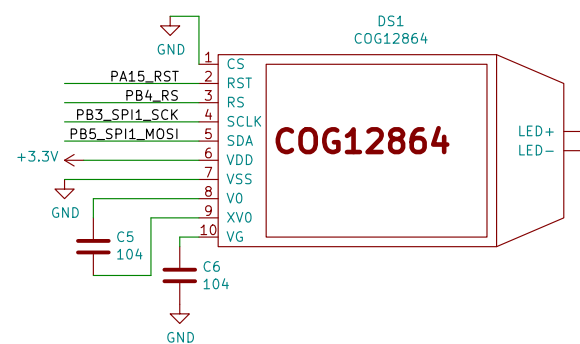 DS1
COG12864
GND
1 CS
PA15_RST 2 RST
PB4_RS 3 RS
PB3_SPI1_SCK 4 SCLK
PB5_SPI1_MOSI 5 SDA
COG12864
LED+
LED-
+3.3V 6 VDD
7 VSS
GND
8 V0
9 XV0
10 VG
C5
104
C6
104
GND